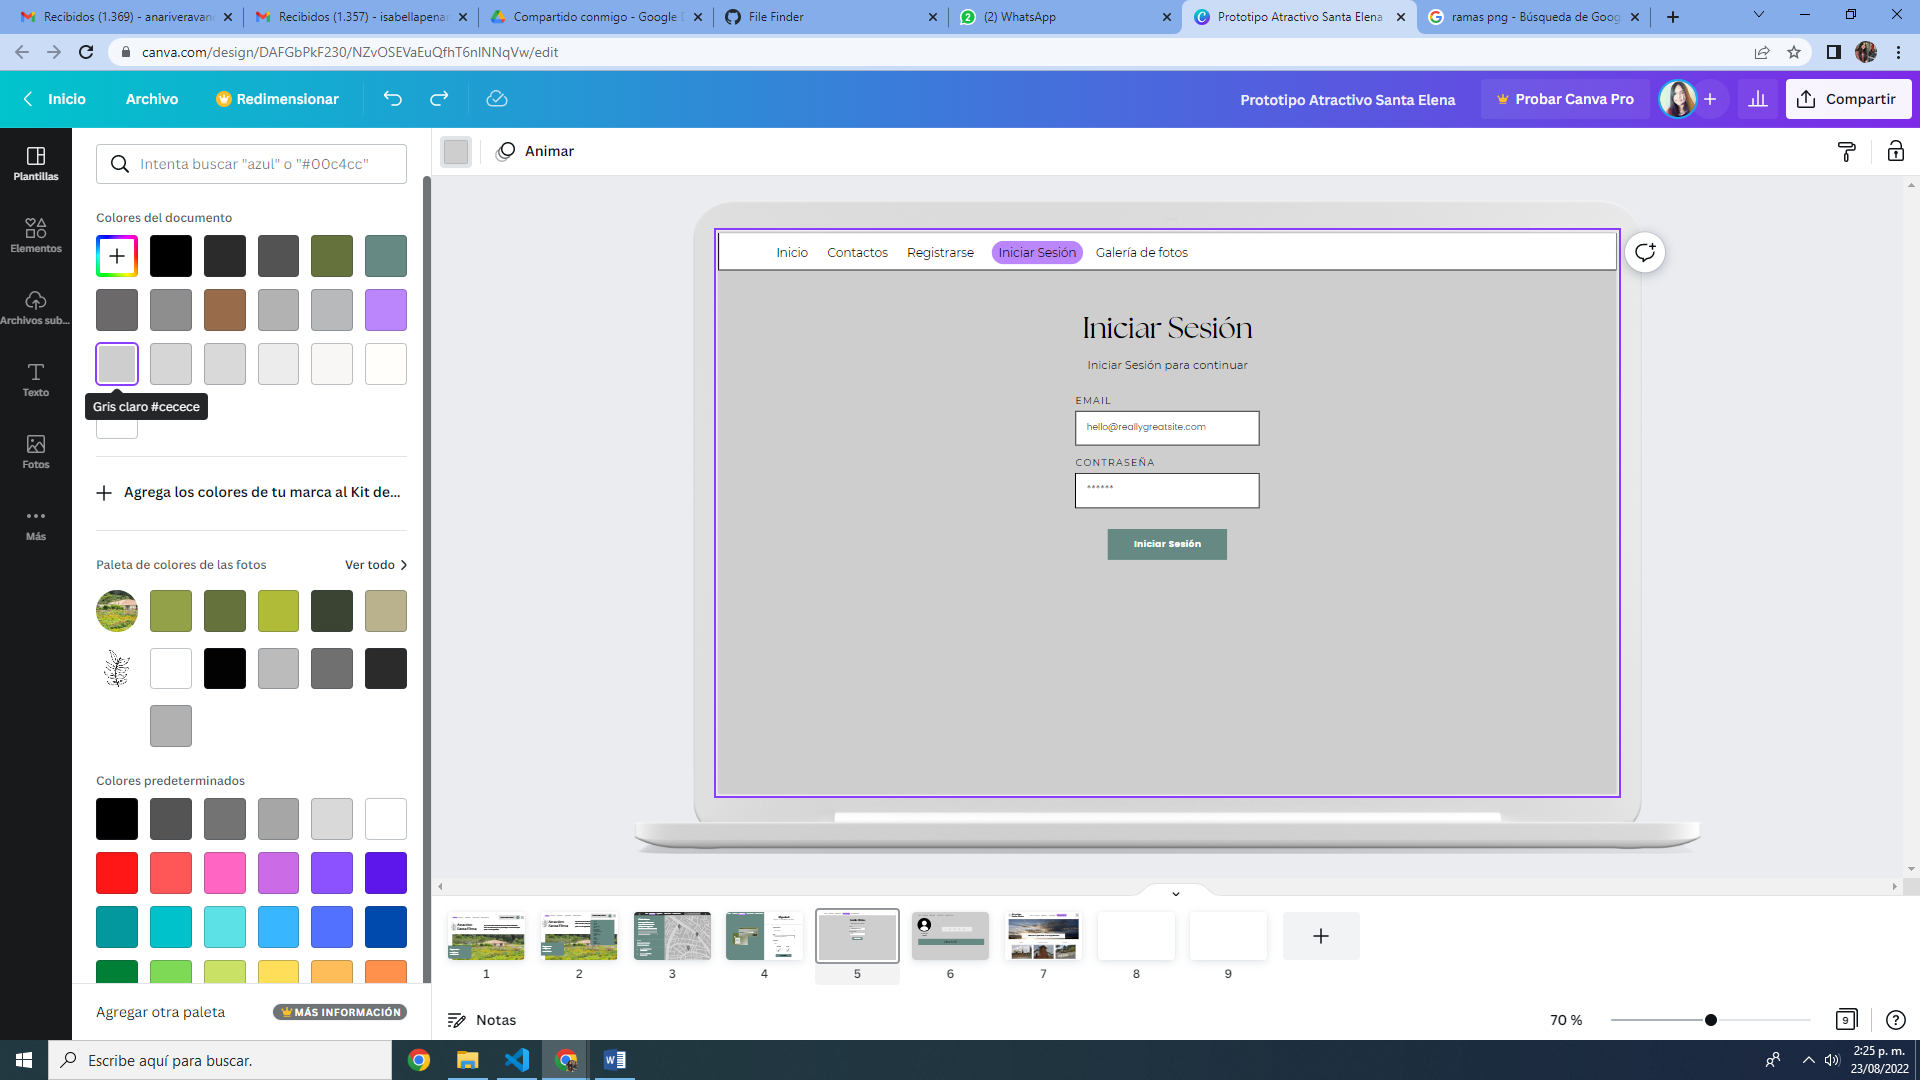 Recibidos (1.369) - anariveravan
Recibidos (1.357) - isabellapenar
Compartido conmigo - Google D
File Finder
(2) WhatsApp
Prototipo Atractivo Santa Elena
ramas png - Búsqueda de Goog
canva.com/design/DAFGbPkF230/NZvOSEVaEuQfhT6nINNqVw/edit
Inicio
Archivo
Redimensionar
Prototipo Atractivo Santa Elena
Probar Canva Pro
Compartir
Plantillas
Elementos
Archivos sub...
Texto
Fotos
Más
Intenta buscar "azul" o "#00c4cc"
Colores del documento
Gris claro #cecece
Agrega los colores de tu marca al Kit de...
Paleta de colores de las fotos
Ver todo
Colores predeterminados
Agregar otra paleta
MÁS INFORMACIÓN
Animar
Inicio
Contactos
Registrarse
Iniciar Sesión
Galería de fotos
Iniciar Sesión
Iniciar Sesión para continuar
EMAIL
hello@reallygreatsite.com
CONTRASEÑA
******
Iniciar Sesión
1
2
3
4
5
6
7
8
9
Notas
70 %
9
Escribe aquí para buscar.
2:25 p. m.
23/08/2022